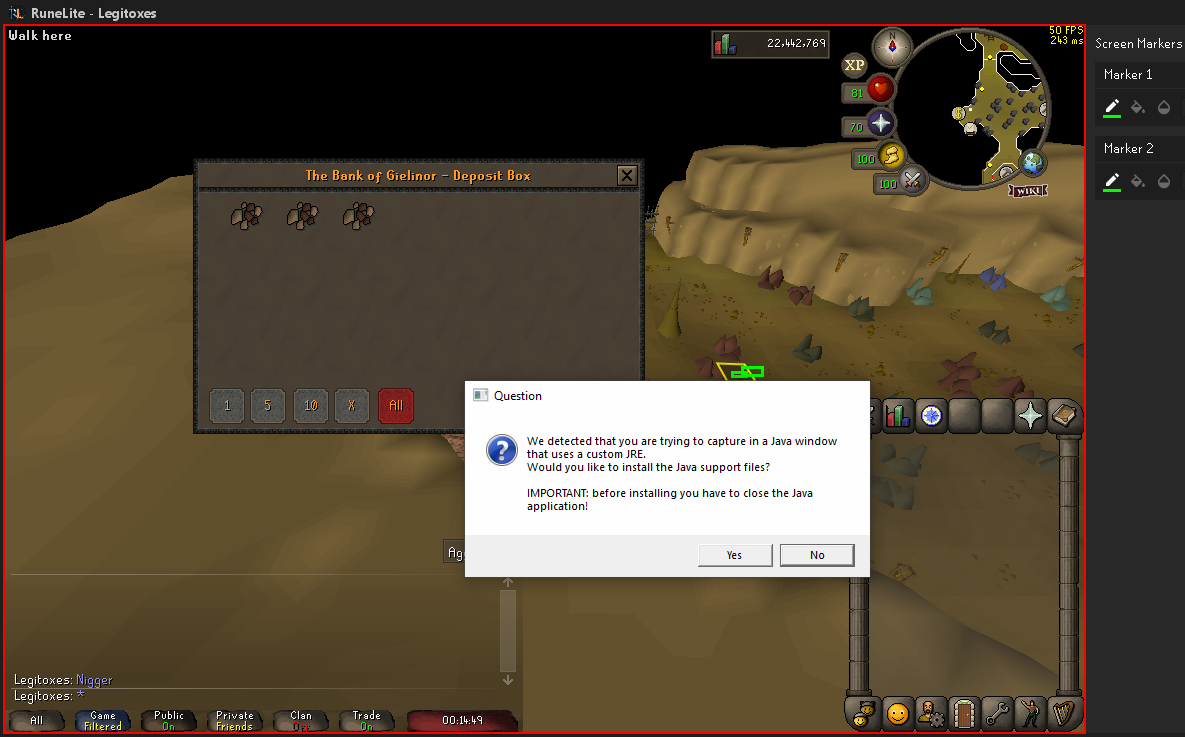 RuneLite - Legitoxes
Walk here
22,442,769
50 FPS
243 ms
N
XP
81
70
100
100
WIKI
Screen Markers
Marker 1
Marker 2
The Bank of Gielinor - Deposit Box
1
5
10
X
All
Question
We detected that you are trying to capture in a Java window
that uses a custom JRE.
Would you like to install the Java support files?
IMPORTANT: before installing you have to close the Java
application!
Yes
No
Legitoxes: Nigger
Legitoxes: *
All
Game
Filtered
Public
On
Private
Friends
Clan
Off
Trade
On
00:14:49